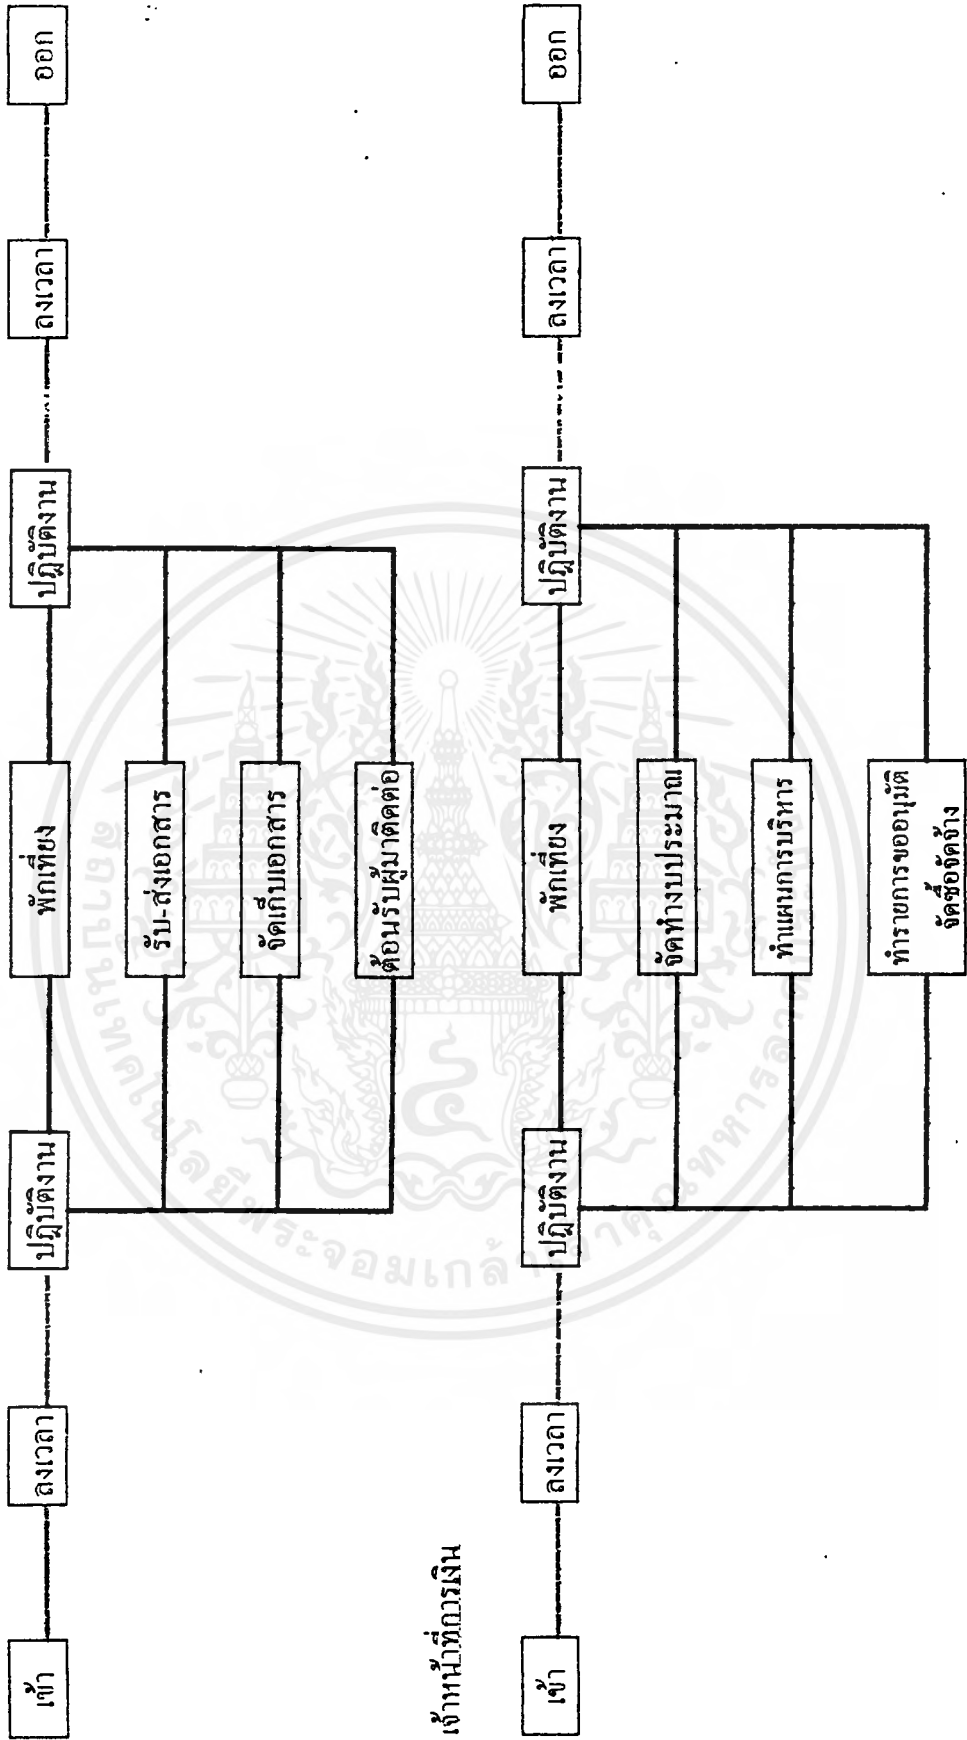 เข้า
ลงเวลา
ปฏิบัติงาน
พักเที่ยง
ปฏิบัติงาน
ลงเวลา
ออก
รับ-ส่งเอกสาร
จัดเก็บเอกสาร
ต้อนรับผู้มาติดต่อ
เจ้าหน้าที่การเงิน
เข้า
ลงเวลา
ปฏิบัติงาน
พักเที่ยง
ปฏิบัติงาน
ลงเวลา
ออก
จัดทำงบประมาณ
ทำแผนการบริหาร
ทำรายการขออนุมัติ
จัดซื้อจัดจ้าง